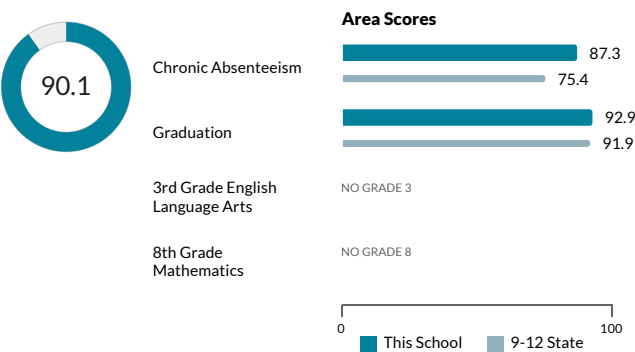 Area Scores
90.1
Chronic Absenteeism
87.3
75.4
Graduation
92.9
91.9
3rd Grade English
Language Arts
NO GRADE 3
8th Grade
Mathematics
NO GRADE 8
0 100
This School 9-12 State